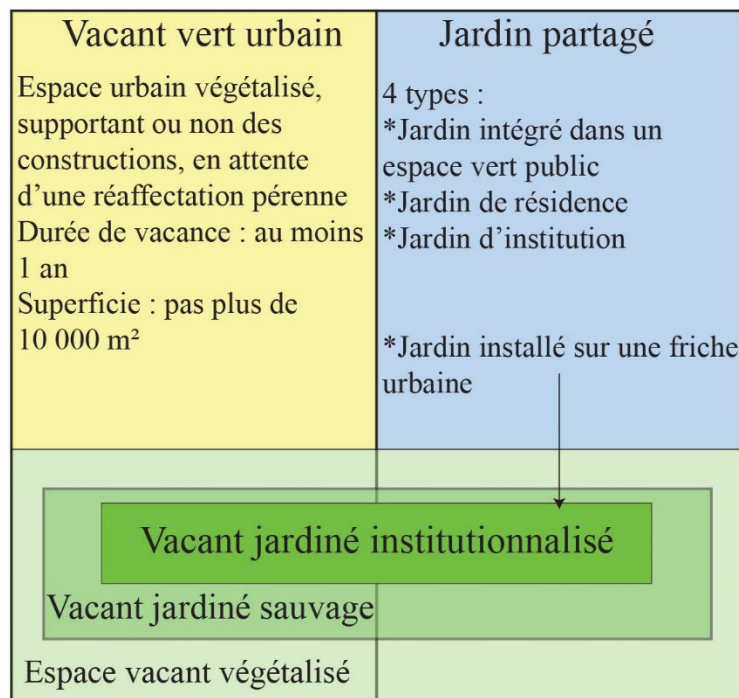 Vacant vert urbain
Espace urbain végétalisé,
supportant ou non des
constructions, en attente
d'une réaffectation pérenne
Durée de vacance : au moins
1 an
Superficie : pas plus de
10 000 m²
Jardin partagé
4 types :
*Jardin intégré dans un
espace vert public
*Jardin de résidence
*Jardin d'institution
*Jardin installé sur une friche
urbaine
Vacant jardiné institutionnalisé
Vacant jardiné sauvage
Espace vacant végétalisé